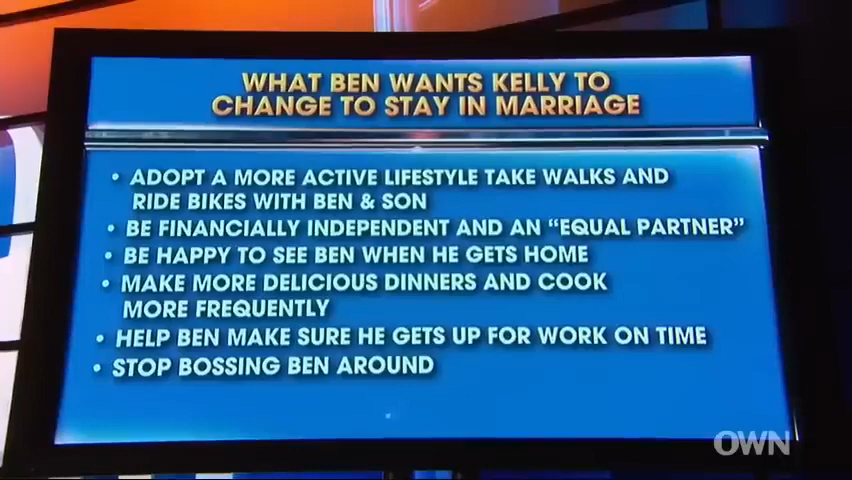 WHAT BEN WANTS KELLY TO
CHANGE TO STAY IN MARRIAGE
• ADOPT A MORE ACTIVE LIFESTYLE TAKE WALKS AND
RIDE BIKES WITH BEN & SON
• BE FINANCIALLY INDEPENDENT AND AN “EQUAL PARTNER”
• BE HAPPY TO SEE BEN WHEN HE GETS HOME
• MAKE MORE DELICIOUS DINNERS AND COOK
MORE FREQUENTLY
• HELP BEN MAKE SURE HE GETS UP FOR WORK ON TIME
• STOP BOSSING BEN AROUND
OWN